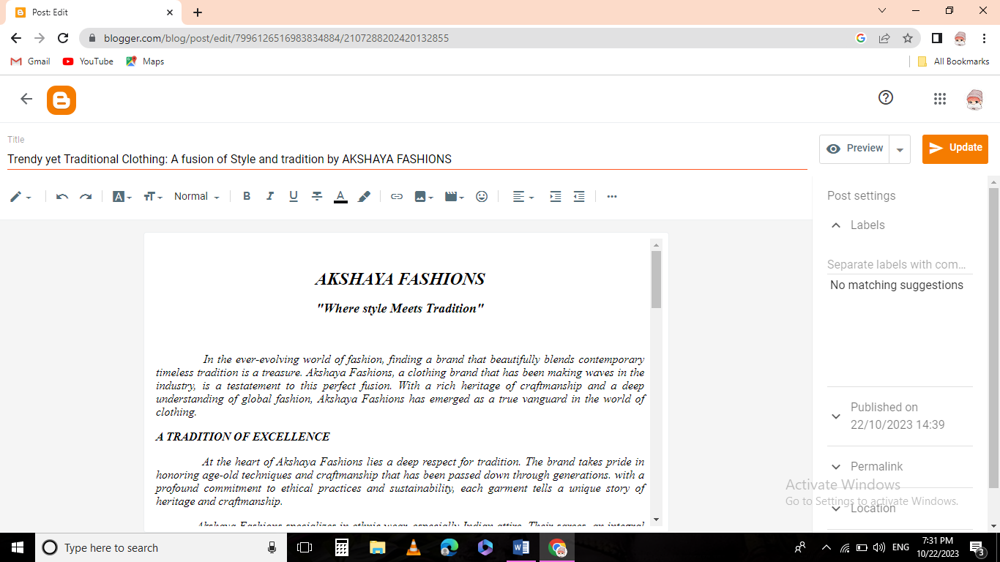 Post: Edit
blogger.com/blog/post/edit/7996126516983834884/2107288202420132855
Gmail
YouTube
Maps
All Bookmarks
Title
Trendy yet Traditional Clothing: A fusion of Style and tradition by AKSHAYA FASHIONS
Preview
Update
Normal
B I U A
Post settings
Labels
Separate labels with com...
No matching suggestions
Published on
22/10/2023 14:39
Permalink
Location
AKSHAYA FASHIONS
"Where style Meets Tradition"
In the ever-evolving world of fashion, finding a brand that beautifully blends contemporary
timeless tradition is a treasure. Akshaya Fashions, a clothing brand that has been making waves in the
industry, is a testatement to this perfect fusion. With a rich heritage of craftmanship and a deep
understanding of global fashion, Akshaya Fashions has emerged as a true vanguard in the world of
clothing.
A TRADITION OF EXCELLENCE
At the heart of Akshaya Fashions lies a deep respect for tradition. The brand takes pride in
honoring age-old techniques and craftmanship that has been passed down through generations. with a
profound commitment to ethical practices and sustainability, each garment tells a unique story of
heritage and craftmanship.
Akshaya Fashions specializes in ethnic wear, especially Indian attire. Their sarees, an integral
Activate Windows
Go to Settings to activate Windows.
Type here to search
ENG
7:31 PM
10/22/2023
3